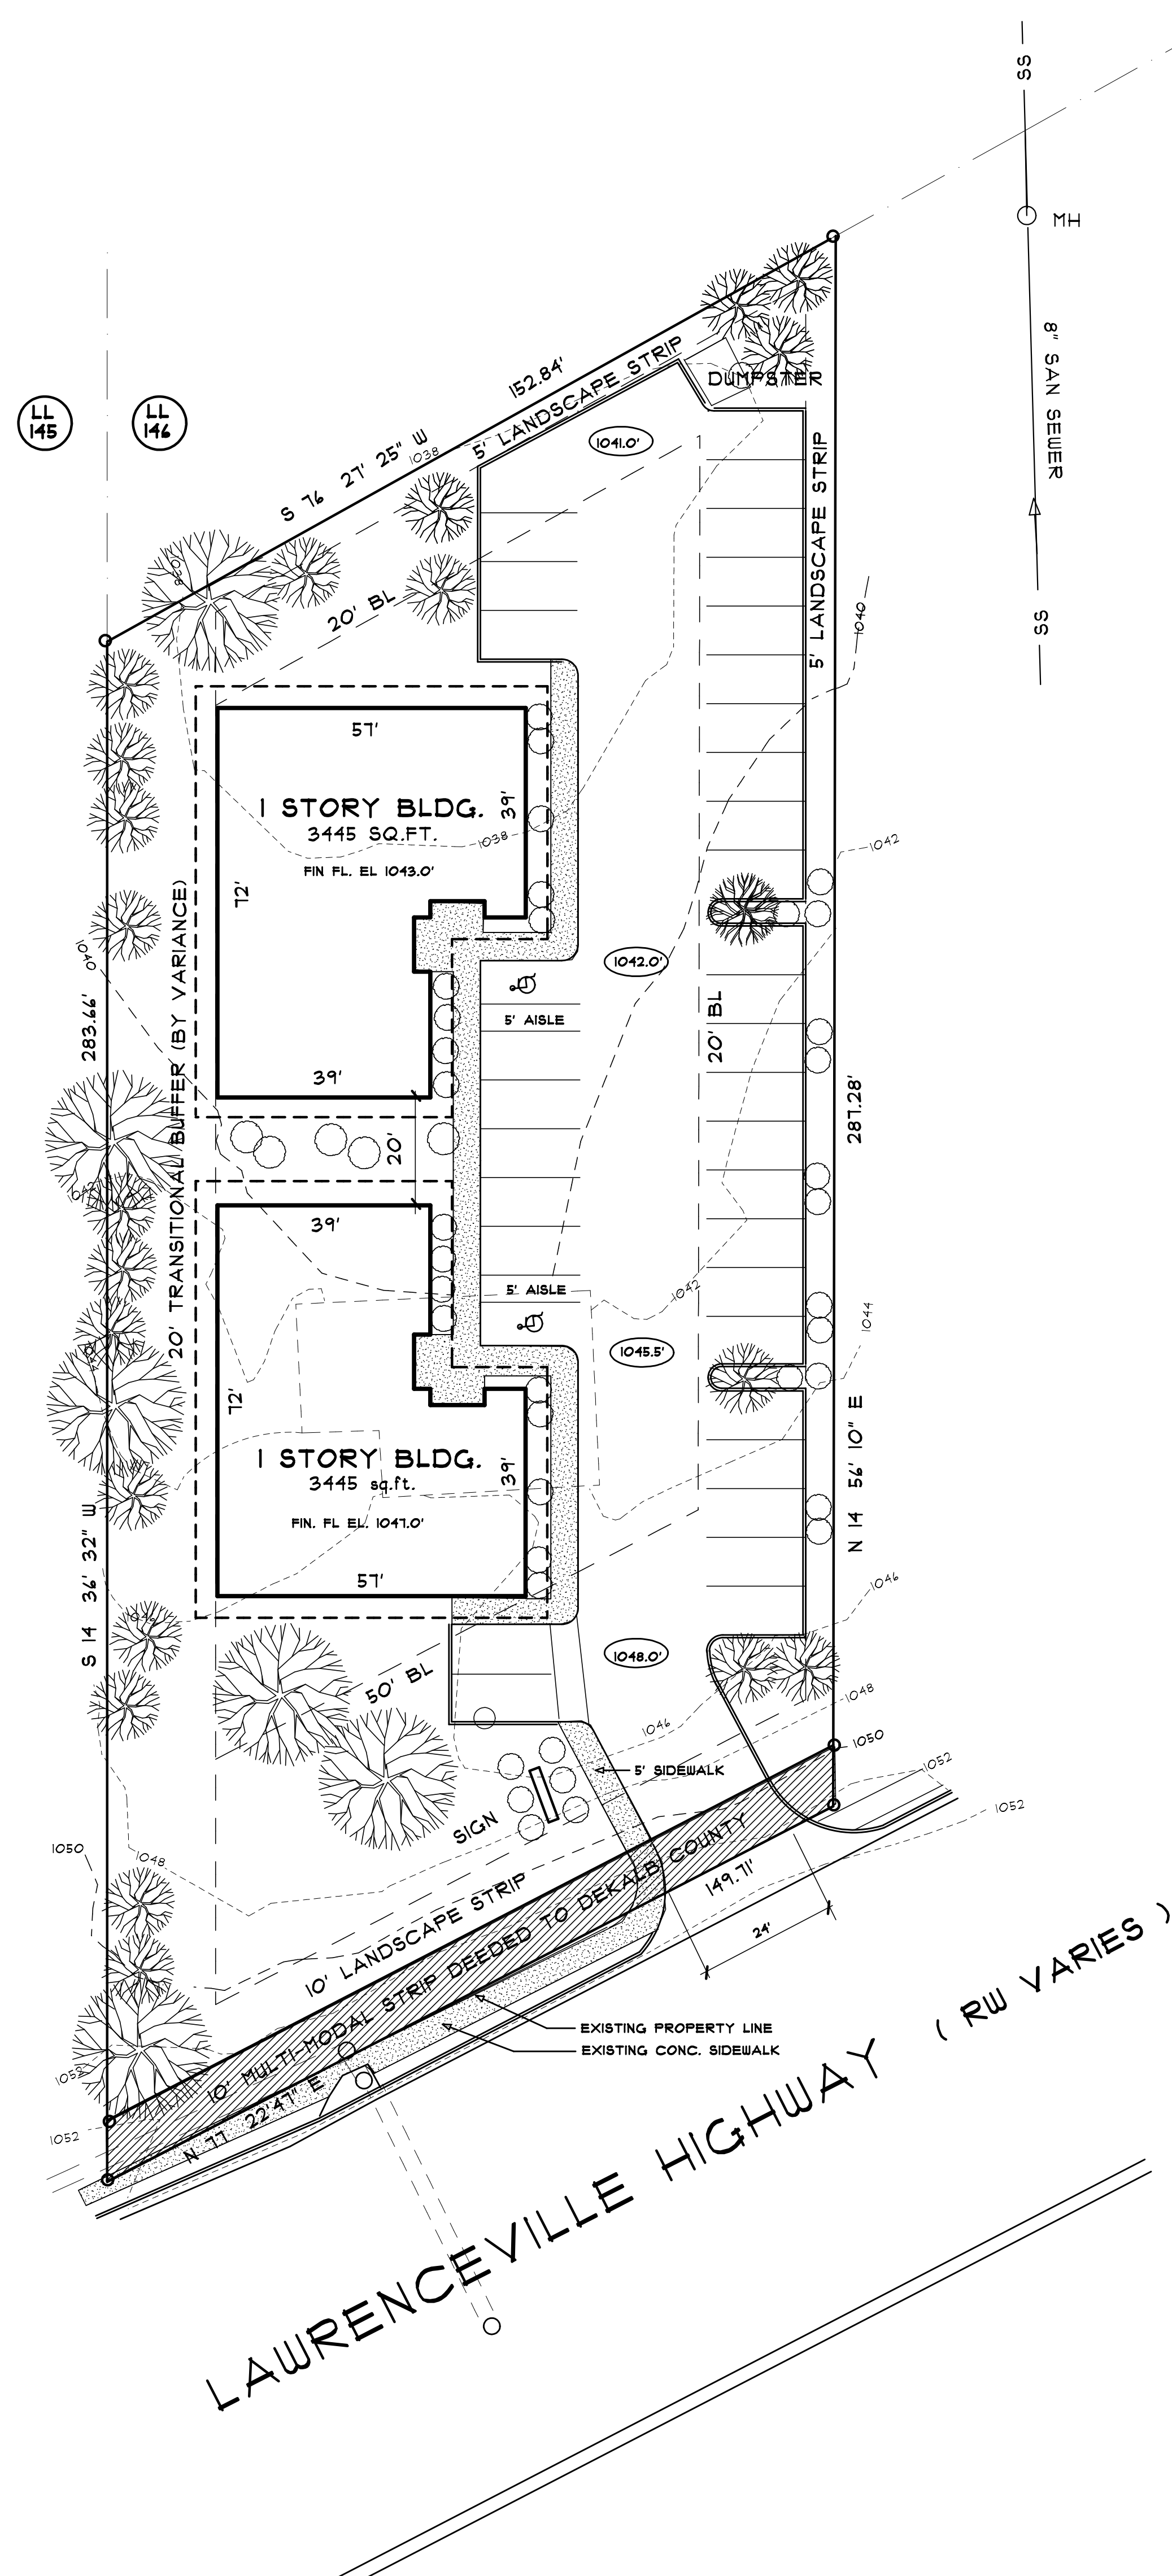 SS
MH
8" SAN SEWER
SS
LL
145
LL
146
152.84'
S 76 27' 25" W
5' LANDSCAPE STRIP
1038
DUMPSTER
1041.0'
5' LANDSCAPE STRIP
1040
20' BL
57'
1 STORY BLDG.
3445 SQ.FT.
39'
1038
FIN FL. EL 1043.0'
72'
1042
20' TRANSITIONAL BUFFER (BY VARIANCE)
1040
283.66'
1042.0'
5' AISLE
20' BL
39'
20'
287.28'
39'
5' AISLE
1042
1044
1045.5'
72'
1 STORY BLDG.
3445 sq.ft.
39'
FIN. FL EL. 1047.0'
57'
S 14 36' 32" W
N 14 56' 10" E
1046
1046
1048.0'
50' BL
1048
1046
1050
5' SIDEWALK
1052
SIGN
1052
1050
1048
10' LANDSCAPE STRIP
10' MULTI-MODAL STRIP DEEDED TO DEKALB COUNTY
149.71'
24'
EXISTING PROPERTY LINE
EXISTING CONC. SIDEWALK
1052
1052
N 77 22'47" E
LAWRENCEVILLE HIGHWAY ( RW VARIES )